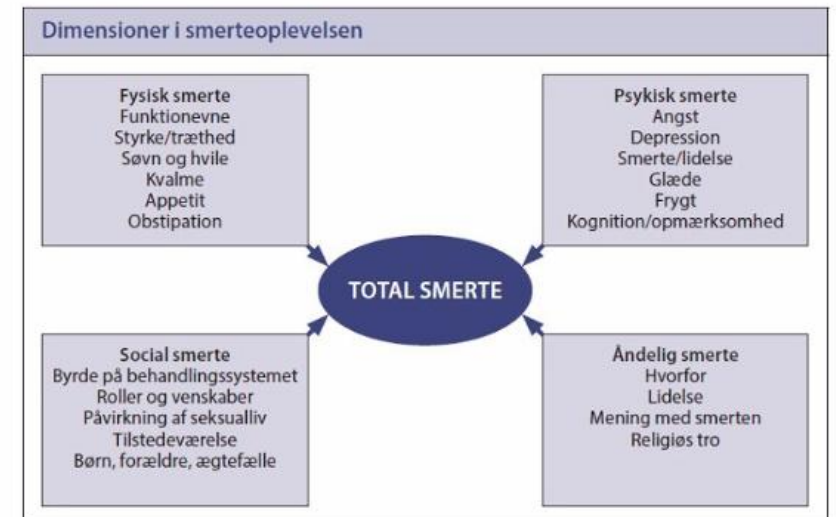 Dimensioner i smerteoplevelsen
Fysisk smerte
Funktionevne
Styrke/træthed
Søvn og hvile
Kvalme
Appetit
Obstipation
Psykisk smerte
Angst
Depression
Smerte/lidelse
Glæde
Frygt
Kognition/opmærksomhed
TOTAL SMERTE
Social smerte
Byrde på behandlingssystemet
Roller og venskaber
Påvirkning af seksualliv
Tilstedeværelse
Børn, forældre, ægtefælle
Åndelig smerte
Hvorfor
Lidelse
Mening med smerten
Religiøs tro